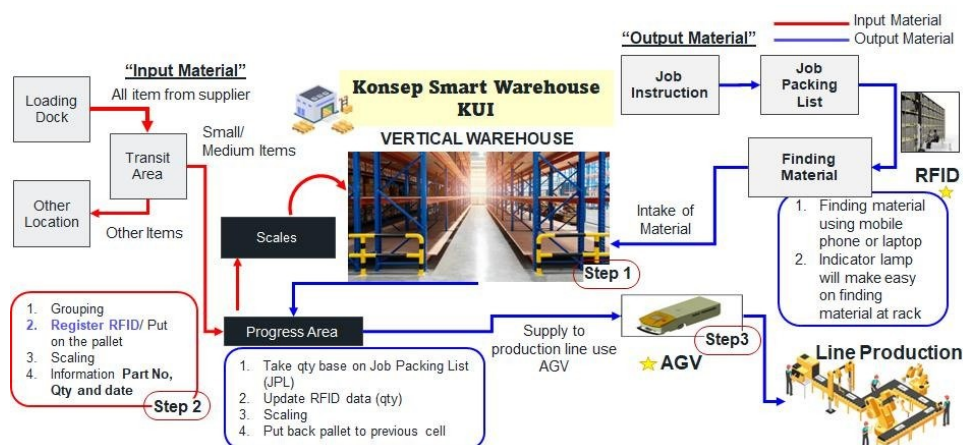 Input Material
Output Material
“Input Material”
All item from supplier
Loading
Dock
Transit
Area
Other
Location
Small/
Medium Items
Other Items
Konsep Smart Warehouse
KUI
VERTICAL WAREHOUSE
Scales
Progress Area
“Output Material”
Job
Instruction
Job
Packing
List
RFID
Finding
Material
Intake of
Material
1. Finding material
using mobile
phone or laptop
2. Indicator lamp
will make easy
on finding
material at rack
Step 1
1. Grouping
2. Register RFID/ Put
on the pallet
3. Scaling
4. Information Part No,
Qty and date
Step 2
1. Take qty base on Job Packing List
(JPL)
2. Update RFID data (qty)
3. Scaling
4. Put back pallet to previous cell
Supply to
production line use
AGV
Step3
AGV
Line Production